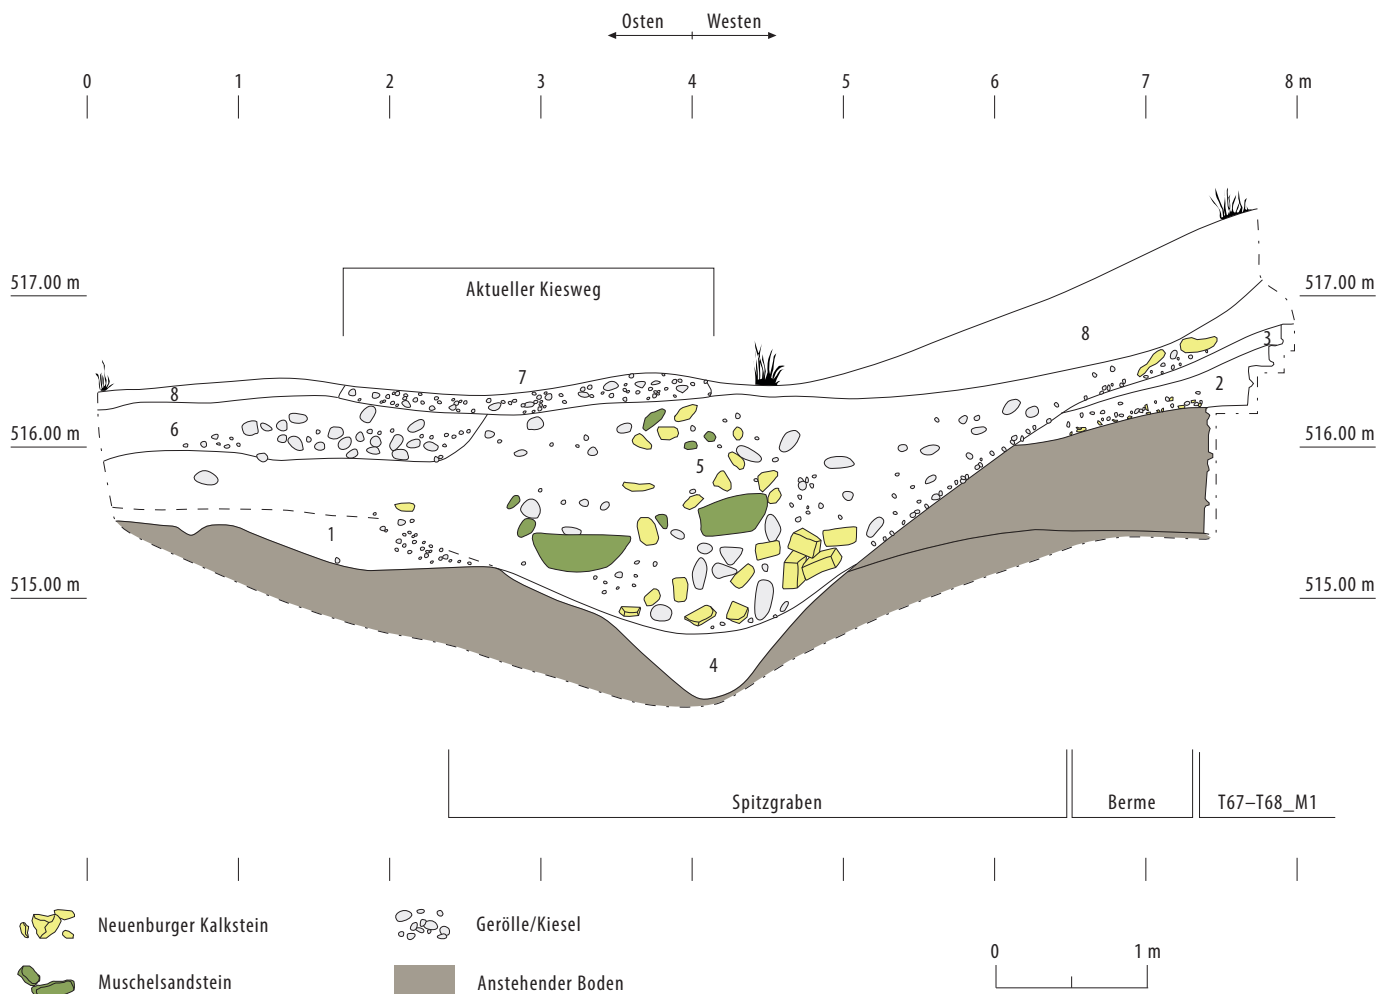 Osten Westen
0 1 2 3 4 5 6 7 8 m
517.00 m 517.00 m
Aktueller Kiesweg
8
3
7
2
8
6
516.00 m 516.00 m
5
1
515.00 m 515.00 m
4
Spitzgraben Berme T67–T68_M1
Neuenburger Kalkstein Gerölle/Kiesel
0 1 m
Muschelsandstein Anstehender Boden